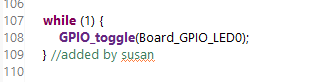 106
107 while (1) {
108 GPIO_toggle(Board_GPIO_LED0);
109 } //added by susan
110